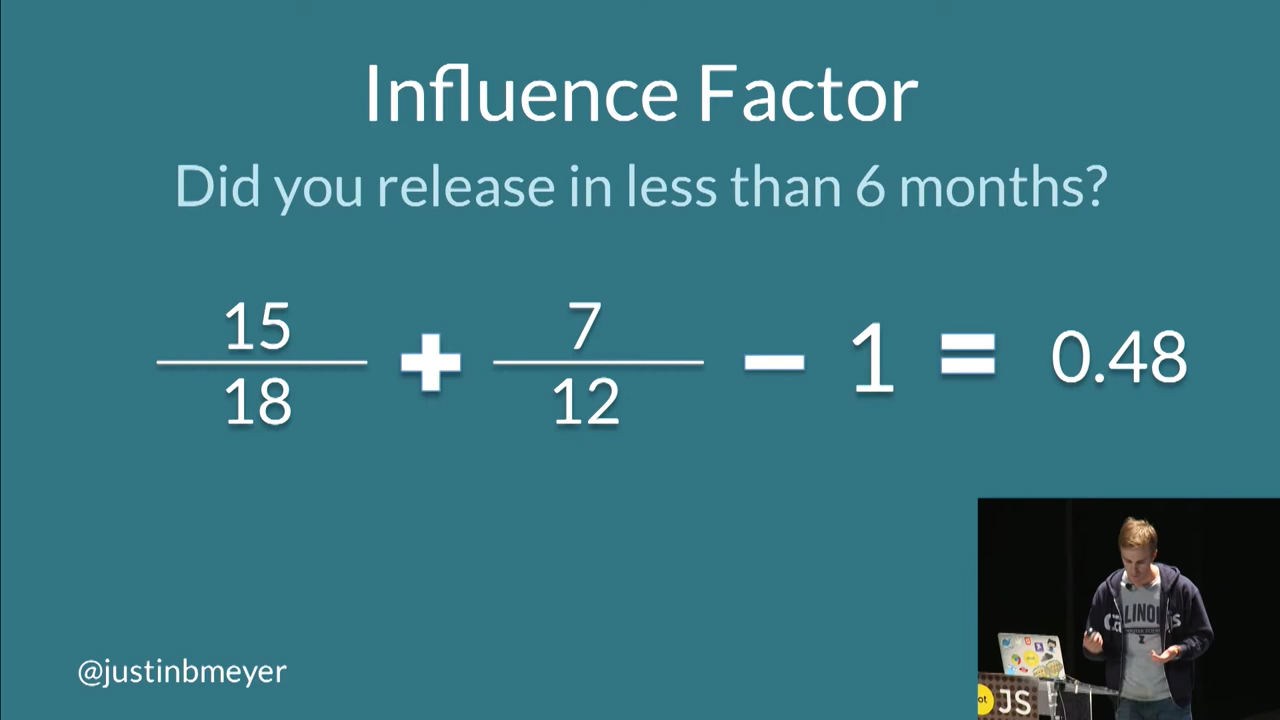 Influence Factor
Did you release in less than 6 months?
15
18
+
7
12
− 1 = 0.48
@justinbmeyer
JS